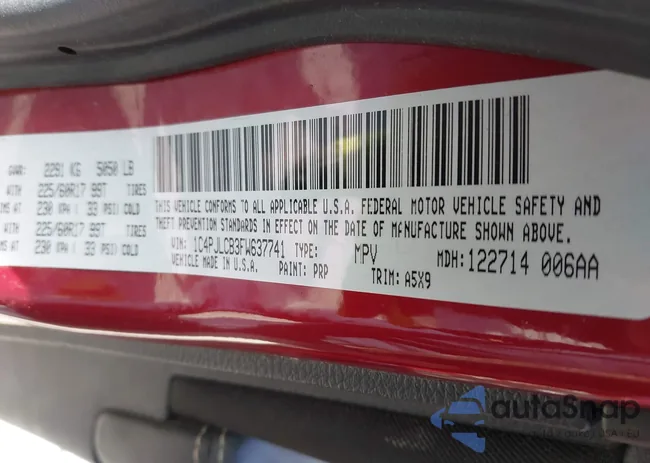 GVWR: 2291 KG 5050 LB
WITH 225/60R17 99T TIRES
IMS AT 230 KPA ( 33 PSI) COLD
WITH 225/60R17 99T TIRES
IMS AT 230 KPA ( 33 PSI) COLD
THIS VEHICLE CONFORMS TO ALL APPLICABLE U.S.A. FEDERAL MOTOR VEHICLE SAFETY AND
THEFT PREVENTION STANDARDS IN EFFECT ON THE DATE OF MANUFACTURE SHOWN ABOVE.
VIN: 1C4PJLCB3FW637741 TYPE: MPV MDH: 122714 006AA
VEHICLE MADE IN U.S.A. PAINT: PRP TRIM: A5X9
autoSnap